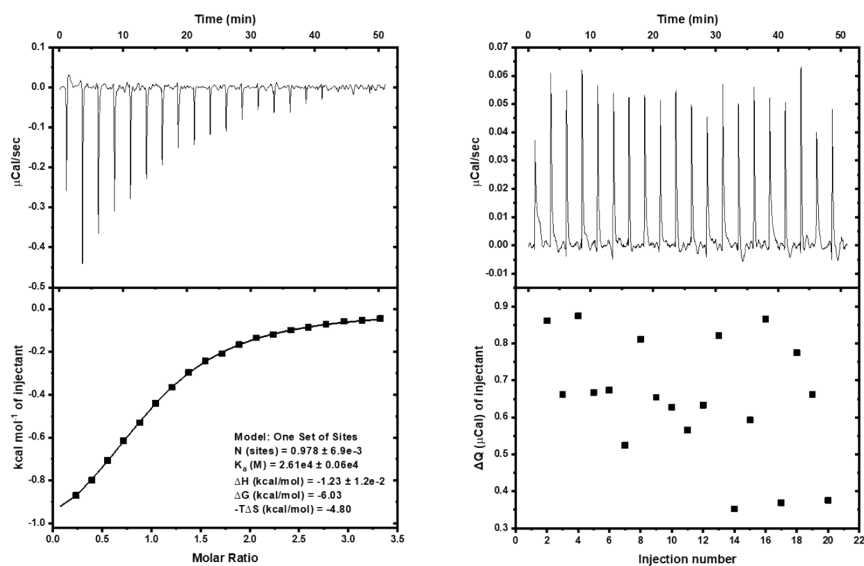 Time (min)
0 10 20 30 40 50
0.1
0.0
-0.1
-0.2
-0.3
-0.4
-0.5
μCal/sec
0.0
-0.2
-0.4
-0.6
-0.8
-1.0
kcal mol⁻¹ of injectant
Model: One Set of Sites
N (sites) = 0.978 ± 6.9e-3
Kₐ (M) = 2.61e4 ± 0.06e4
ΔH (kcal/mol) = -1.23 ± 1.2e-2
ΔG (kcal/mol) = -6.03
-TΔS (kcal/mol) = -4.80
0.0 0.5 1.0 1.5 2.0 2.5 3.0 3.5
Molar Ratio
Time (min)
0 10 20 30 40 50
0.07
0.06
0.05
0.04
0.03
0.02
0.01
0.00
-0.01
μCal/sec
0.9
0.8
0.7
0.6
0.5
0.4
0.3
ΔQ (μCal) of injectant
0 2 4 6 8 10 12 14 16 18 20 22
Injection number